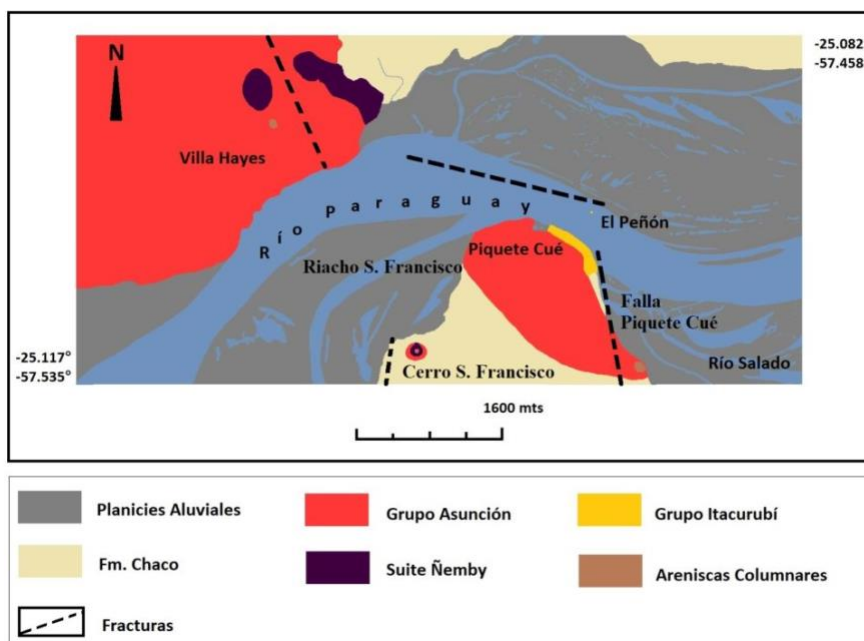 -25.082
-57.458
N
Villa Hayes
Río Paraguay
El Peñón
Piquete Cué
Riacho S. Francisco
Falla
Piquete Cué
-25.117°
-57.535°
Río Salado
Cerro S. Francisco
1600 mts
Planicies Aluviales
Grupo Asunción
Grupo Itacurubí
Fm. Chaco
Suite Ñemby
Areniscas Columnares
Fracturas